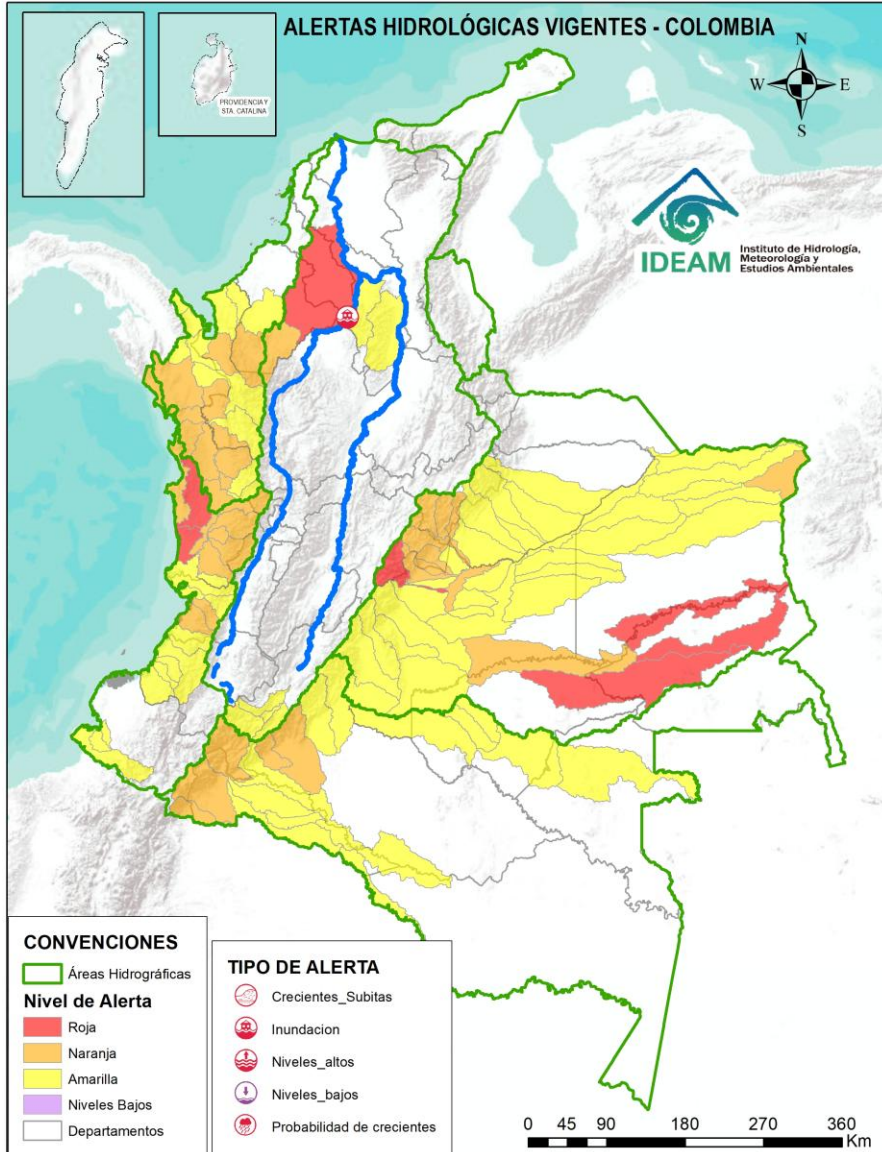 ALERTAS HIDROLÓGICAS VIGENTES - COLOMBIA
PROVIDENCIA Y
STA. CATALINA
N
W
E
S
IDEAM
Instituto de Hidrología,
Meteorología y
Estudios Ambientales
CONVENCIONES
Áreas Hidrográficas
Nivel de Alerta
Roja
Naranja
Amarilla
Niveles Bajos
Departamentos
TIPO DE ALERTA
Crecientes_Subitas
Inundacion
Niveles_altos
Niveles_bajos
Probabilidad de crecientes
0 45 90 180 270 360
Km